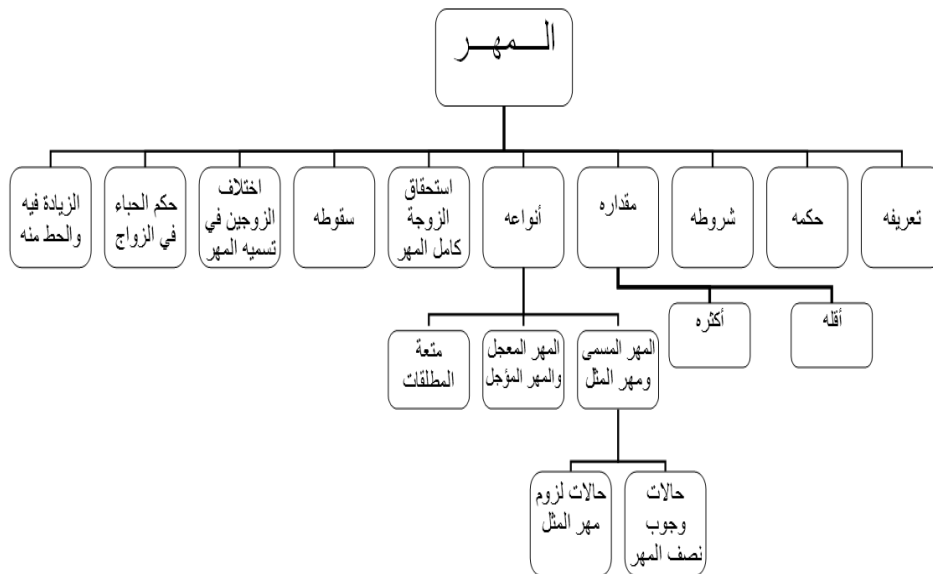 الـــمهـــر
تعريفه
حكمه
شروطه
مقداره
أنواعه
استحقاق
الزوجة
كامل المهر
سقوطه
اختلاف
الزوجين في
تسميه المهر
حكم الحباء
في الزواج
الزيادة فيه
والحط منه
أقله
أكثره
المهر المسمى
ومهر المثل
المهر المعجل
والمهر المؤجل
متعة
المطلقات
حالات
وجوب
نصف المهر
حالات لزوم
مهر المثل